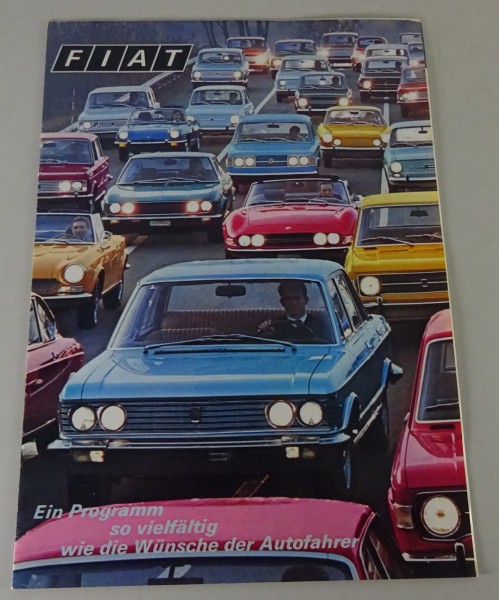 FIAT
Ein Programm
so vielfältig
wie die Wünsche der Autofahrer